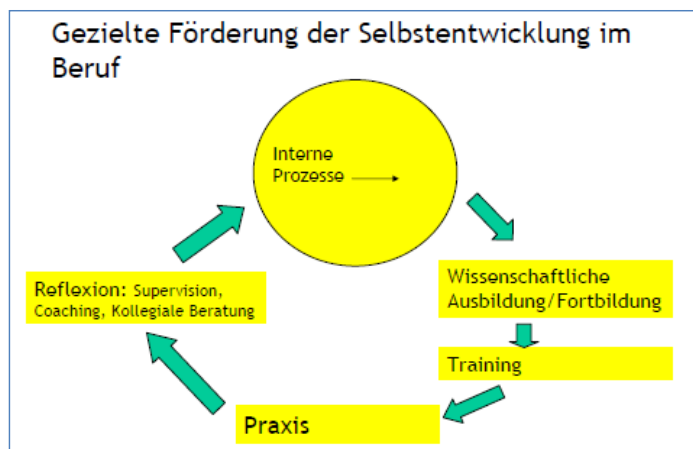 Gezielte Förderung der Selbstentwicklung im
Beruf
Interne
Prozesse
Wissenschaftliche
Ausbildung/Fortbildung
Training
Praxis
Reflexion: Supervision,
Coaching, Kollegiale Beratung